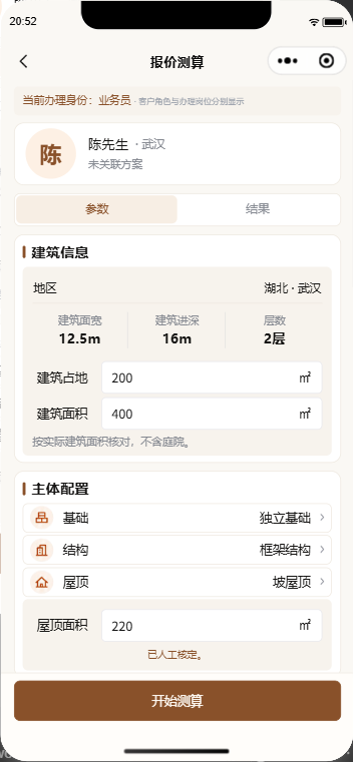 20:52
报价测算
当前办理身份：业务员 · 客户角色与办理岗位分别显示
陈
陈先生 · 武汉
未关联方案
参数
结果
建筑信息
地区
湖北 · 武汉
建筑面宽
建筑进深
层数
12.5m
16m
2层
建筑占地
200
㎡
建筑面积
400
㎡
按实际建筑面积核对，不含庭院。
主体配置
基础
独立基础
结构
框架结构
屋顶
坡屋顶
屋顶面积
220
㎡
已人工核定。
开始测算